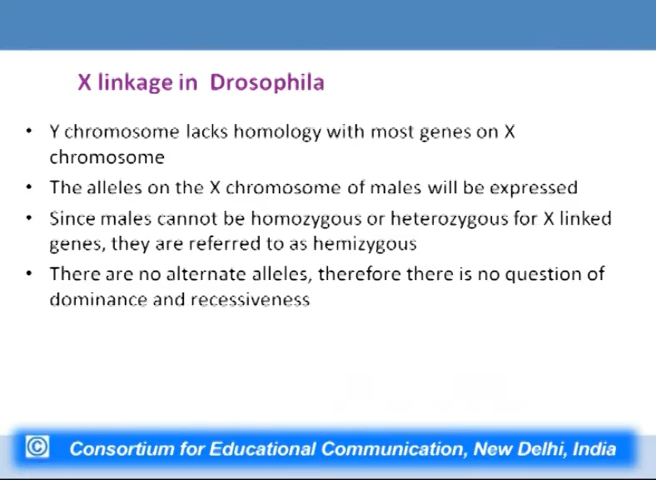 X linkage in Drosophila
• Y chromosome lacks homology with most genes on X
chromosome
• The alleles on the X chromosome of males will be expressed
• Since males cannot be homozygous or heterozygous for X linked
genes, they are referred to as hemizygous
• There are no alternate alleles, therefore there is no question of
dominance and recessiveness
© Consortium for Educational Communication, New Delhi, India